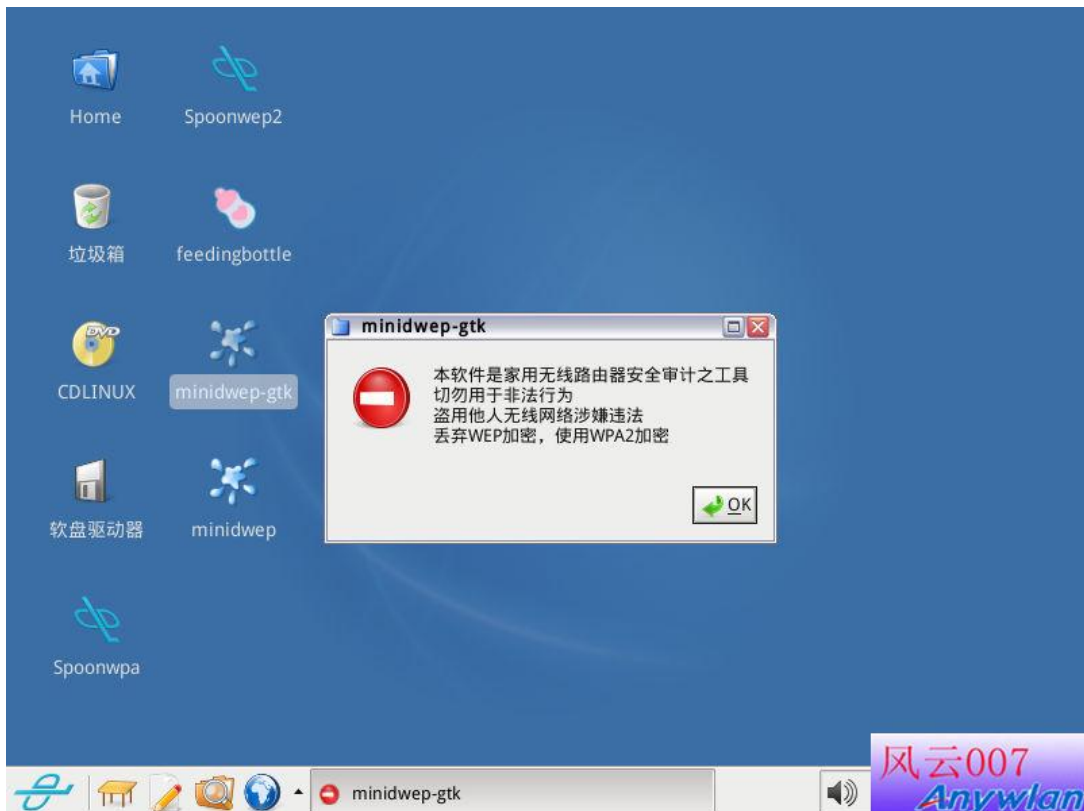 Home
Spoonwep2
垃圾箱
feedingbottle
minidwep-gtk
本软件是家用无线路由器安全审计之工具
切勿用于非法行为
盗用他人无线网络涉嫌违法
丢弃WEP加密，使用WPA2加密
OK
DVD
CDLINUX
minidwep-gtk
软盘驱动器
minidwep
Spoonwpa
minidwep-gtk
风云007
Anywlan